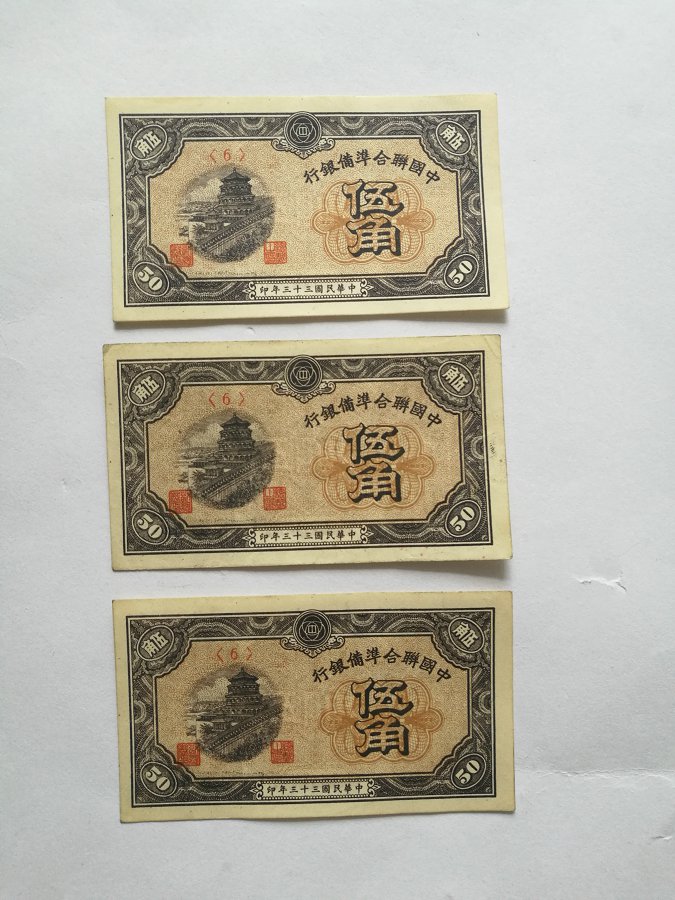 伍角
伍角
〈6〉
中國聯合準備銀行
伍
角
50
50
中華民國三十三年印
伍角
伍角
〈6〉
中國聯合準備銀行
伍
角
50
50
中華民國三十三年印
伍角
伍角
〈6〉
中國聯合準備銀行
伍
角
50
50
中華民國三十三年印